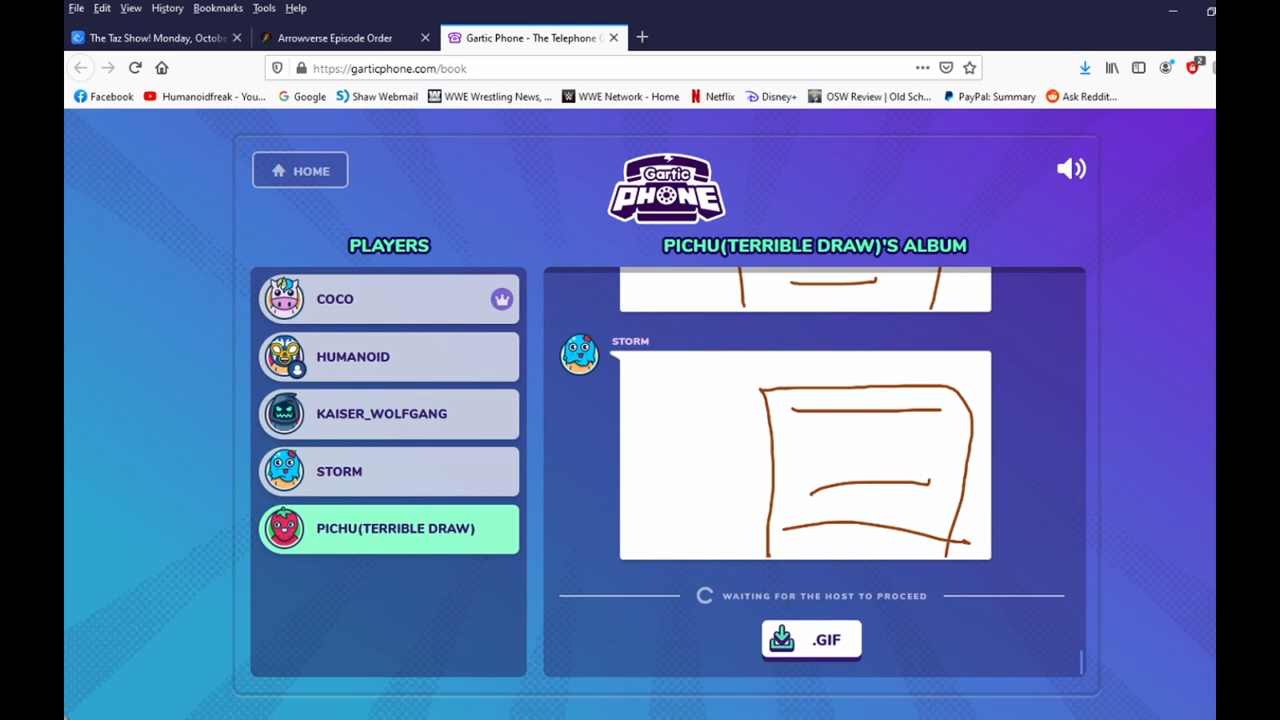 File Edit View History Bookmarks Tools Help
The Taz Show! Monday, Octob
Arrowverse Episode Order
Gartic Phone - The Telephone G
https://garticphone.com/book
2
Facebook
Humanoidfreak - You...
Google
Shaw Webmail
WWE Wrestling News, ...
WWE Network - Home
Netflix
Disney+
OSW Review | Old Sch...
PayPal: Summary
Ask Reddit...
HOME
Gartic
PHONE
PLAYERS
PICHU(TERRIBLE DRAW)'S ALBUM
COCO
HUMANOID
KAISER_WOLFGANG
STORM
PICHU(TERRIBLE DRAW)
STORM
WAITING FOR THE HOST TO PROCEED
.GIF